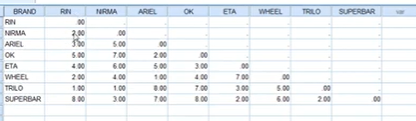 BRAND RIN NIRMA ARIEL OK ETA WHEEL TRILO SUPERBAR var
RIN .00 . . . . . . .
NIRMA 2.00 .00 . . . . . .
ARIEL 3.00 5.00 .00 . . . . .
OK 5.00 7.00 2.00 .00 . . . .
ETA 4.00 6.00 5.00 3.00 .00 . . .
WHEEL 2.00 4.00 1.00 4.00 7.00 .00 . .
TRILO 1.00 1.00 8.00 7.00 3.00 5.00 .00 .
SUPERBAR 8.00 3.00 7.00 8.00 2.00 6.00 2.00 .00